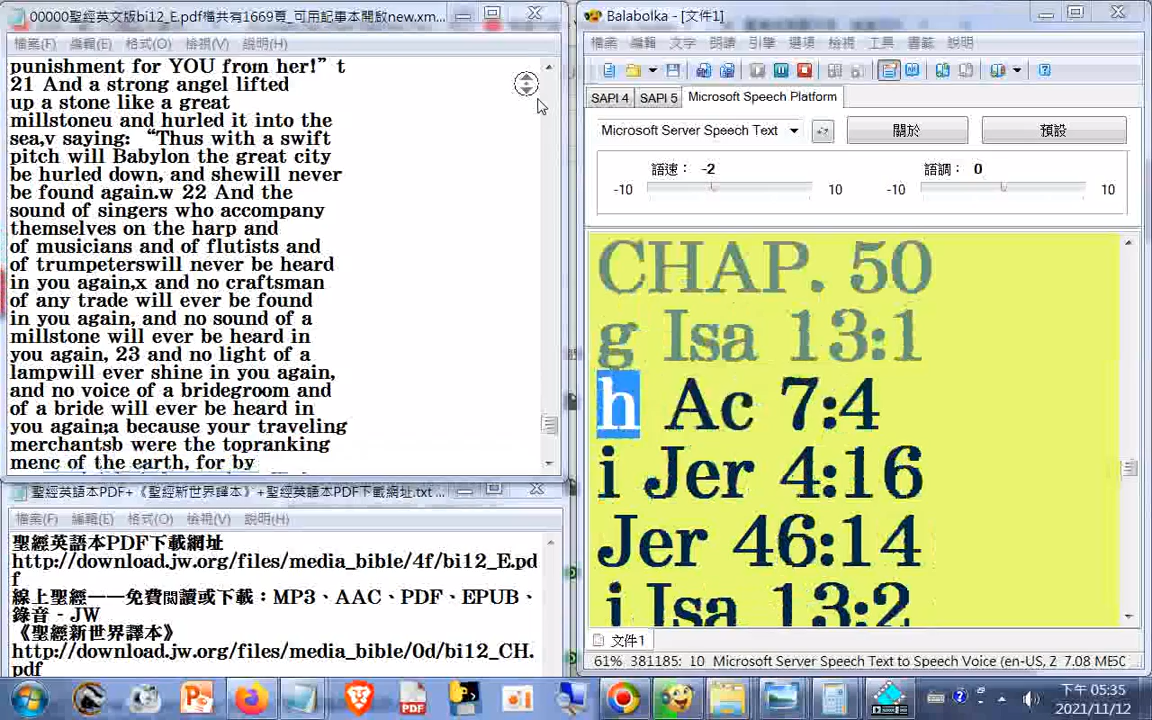 00000聖經英文版bi12_E.pdf檔共有1669頁_可用記事本開啟new.xm...
檔案(F) 編輯(E) 格式(O) 檢視(V) 說明(H)
punishment for YOU from her!” t
21 And a strong angel lifted
up a stone like a great
millstoneu and hurled it into the
sea,v saying: “Thus with a swift
pitch will Babylon the great city
be hurled down, and shewill never
be found again.w 22 And the
sound of singers who accompany
themselves on the harp and
of musicians and of flutists and
of trumpeterswill never be heard
in you again,x and no craftsman
of any trade will ever be found
in you again, and no sound of a
millstone will ever be heard in
you again, 23 and no light of a
lampwill ever shine in you again,
and no voice of a bridegroom and
of a bride will ever be heard in
you again;a because your traveling
merchantsb were the topranking
menc of the earth, for by
聖經英語本PDF+《聖經新世界譯本》+聖經英語本PDF下載網址.txt ...
檔案(F) 編輯(E) 格式(O) 檢視(V) 說明(H)
聖經英語本PDF下載網址
http://download.jw.org/files/media_bible/4f/bi12_E.pd
f
線上聖經——免費閱讀或下載：MP3、AAC、PDF、EPUB、
錄音 - JW
《聖經新世界譯本》
http://download.jw.org/files/media_bible/0d/bi12_CH.
pdf
Balabolka - [文件1]
檔案 編輯 文字 朗讀 引擎 選項 檢視 工具 書籤 說明
SAPI 4 SAPI 5 Microsoft Speech Platform
Microsoft Server Speech Text 關於 預設
語速： -2 語調： 0
-10 10 -10 10
CHAP. 50
g Isa 13:1
h Ac 7:4
i Jer 4:16
Jer 46:14
j Isa 13:2
文件1
61% 381185: 10 Microsoft Server Speech Text to Speech Voice (en-US, Z 7.08 МБ
PDF
下午 05:35
2021/11/12